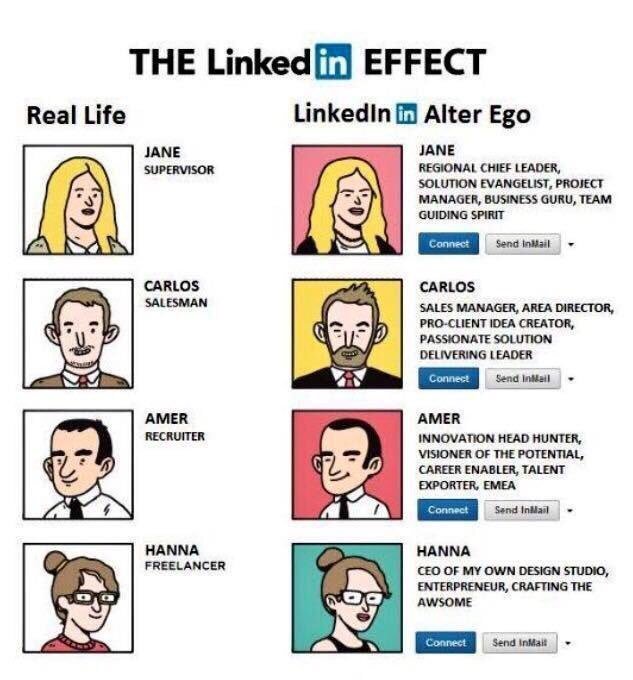 THE Linked in EFFECT
Real Life
LinkedIn in Alter Ego
JANE
SUPERVISOR
JANE
REGIONAL CHIEF LEADER,
SOLUTION EVANGELIST, PROJECT
MANAGER, BUSINESS GURU, TEAM
GUIDING SPIRIT
Connect Send InMail
CARLOS
SALESMAN
CARLOS
SALES MANAGER, AREA DIRECTOR,
PRO-CLIENT IDEA CREATOR,
PASSIONATE SOLUTION
DELIVERING LEADER
Connect Send InMail
AMER
RECRUITER
AMER
INNOVATION HEAD HUNTER,
VISIONER OF THE POTENTIAL,
CAREER ENABLER, TALENT
EXPORTER, EMEA
Connect Send InMail
HANNA
FREELANCER
HANNA
CEO OF MY OWN DESIGN STUDIO,
ENTERPRENEUR, CRAFTING THE
AWSOME
Connect Send InMail